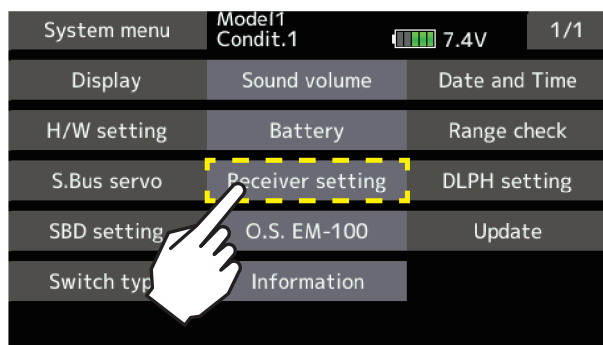 System menu
Model1
Condit.1
7.4V
1/1
Display
Sound volume
Date and Time
H/W setting
Battery
Range check
S.Bus servo
Receiver setting
DLPH setting
SBD setting
O.S. EM-100
Update
Switch typ
Information